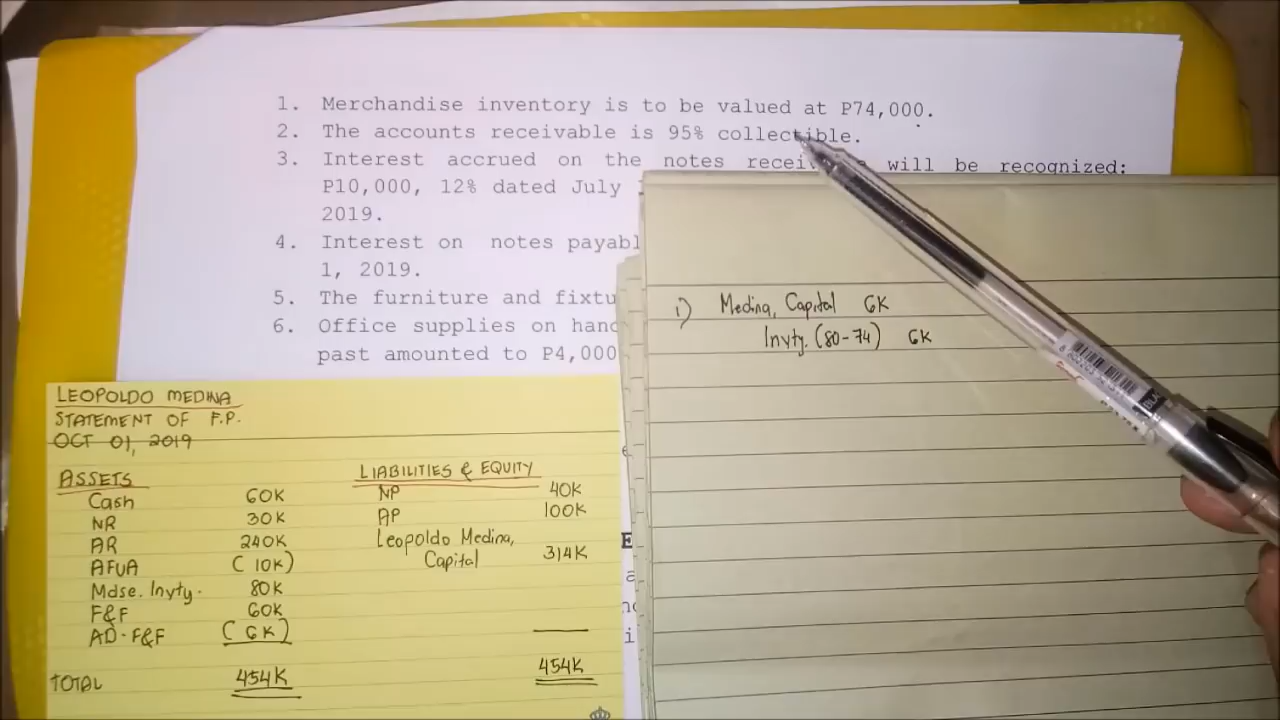 1. Merchandise inventory is to be valued at P74,000.
2. The accounts receivable is 95% collectible.
3. Interest accrued on the notes will be recognized:
P10,000, 12% dated July
2019.
4. Interest on notes
1, 2019.
5. The furniture and
6. Office supplies on
past amounted to P4,000
1) Medina, Capital 6K
Invty. (80-74) 6K
LEOPOLDO MEDINA
STATEMENT OF F.P.
OCT 01, 2019
ASSETS LIABILITIES & EQUITY
Cash 60K NP 40K
NR 30K AP 100K
AR 240K Leopoldo Medina,
AFUA (10K) Capital 314K
Mdse. Invty. 80K
F&F 60K
AD-F&F (6K)
TOTAL 454K 454K